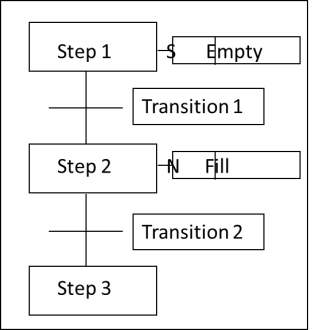 Step 1
S Empty
Transition 1
Step 2
N Fill
Transition 2
Step 3